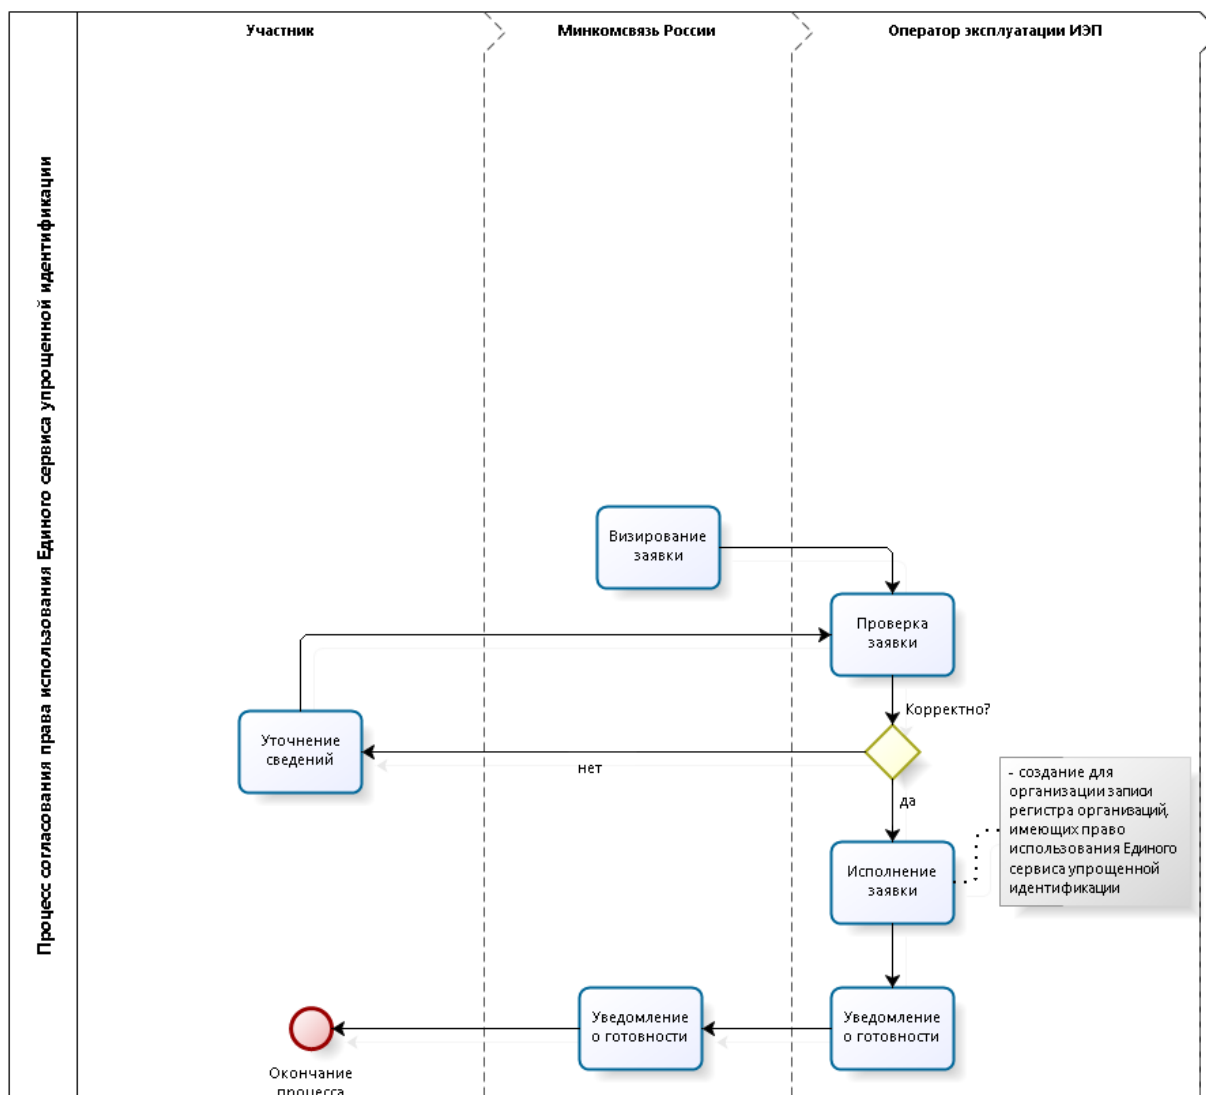 Участник
Минкомсвязь России
Оператор эксплуатации ИЭП
Процесс согласования права использования Единого сервиса упрощенной идентификации
Визирование
заявки
Проверка
заявки
Корректно?
Уточнение
сведений
нет
да
- создание для
организации записи
регистра организаций,
имеющих право
использования Единого
сервиса упрощенной
идентификации
Исполнение
заявки
Уведомление
о готовности
Уведомление
о готовности
Окончание
процесса